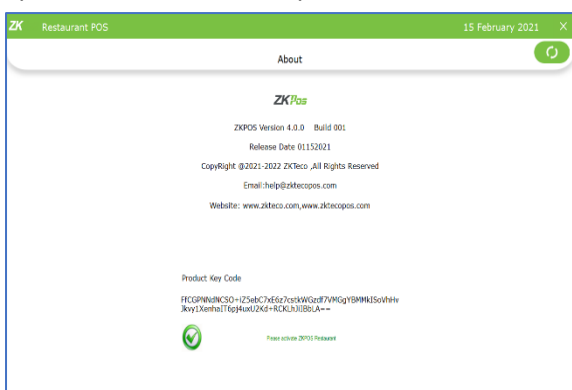 ZK Restaurant POS 15 February 2021 X
About
ZKPos
ZKPOS Version 4.0.0 Build 001
Release Date 01152021
CopyRight @2021-2022 ZKTeco ,All Rights Reserved
Email:help@zktecopos.com
Website: www.zkteco.com,www.zktecopos.com
Product Key Code
Please activate ZKPOS Restaurant